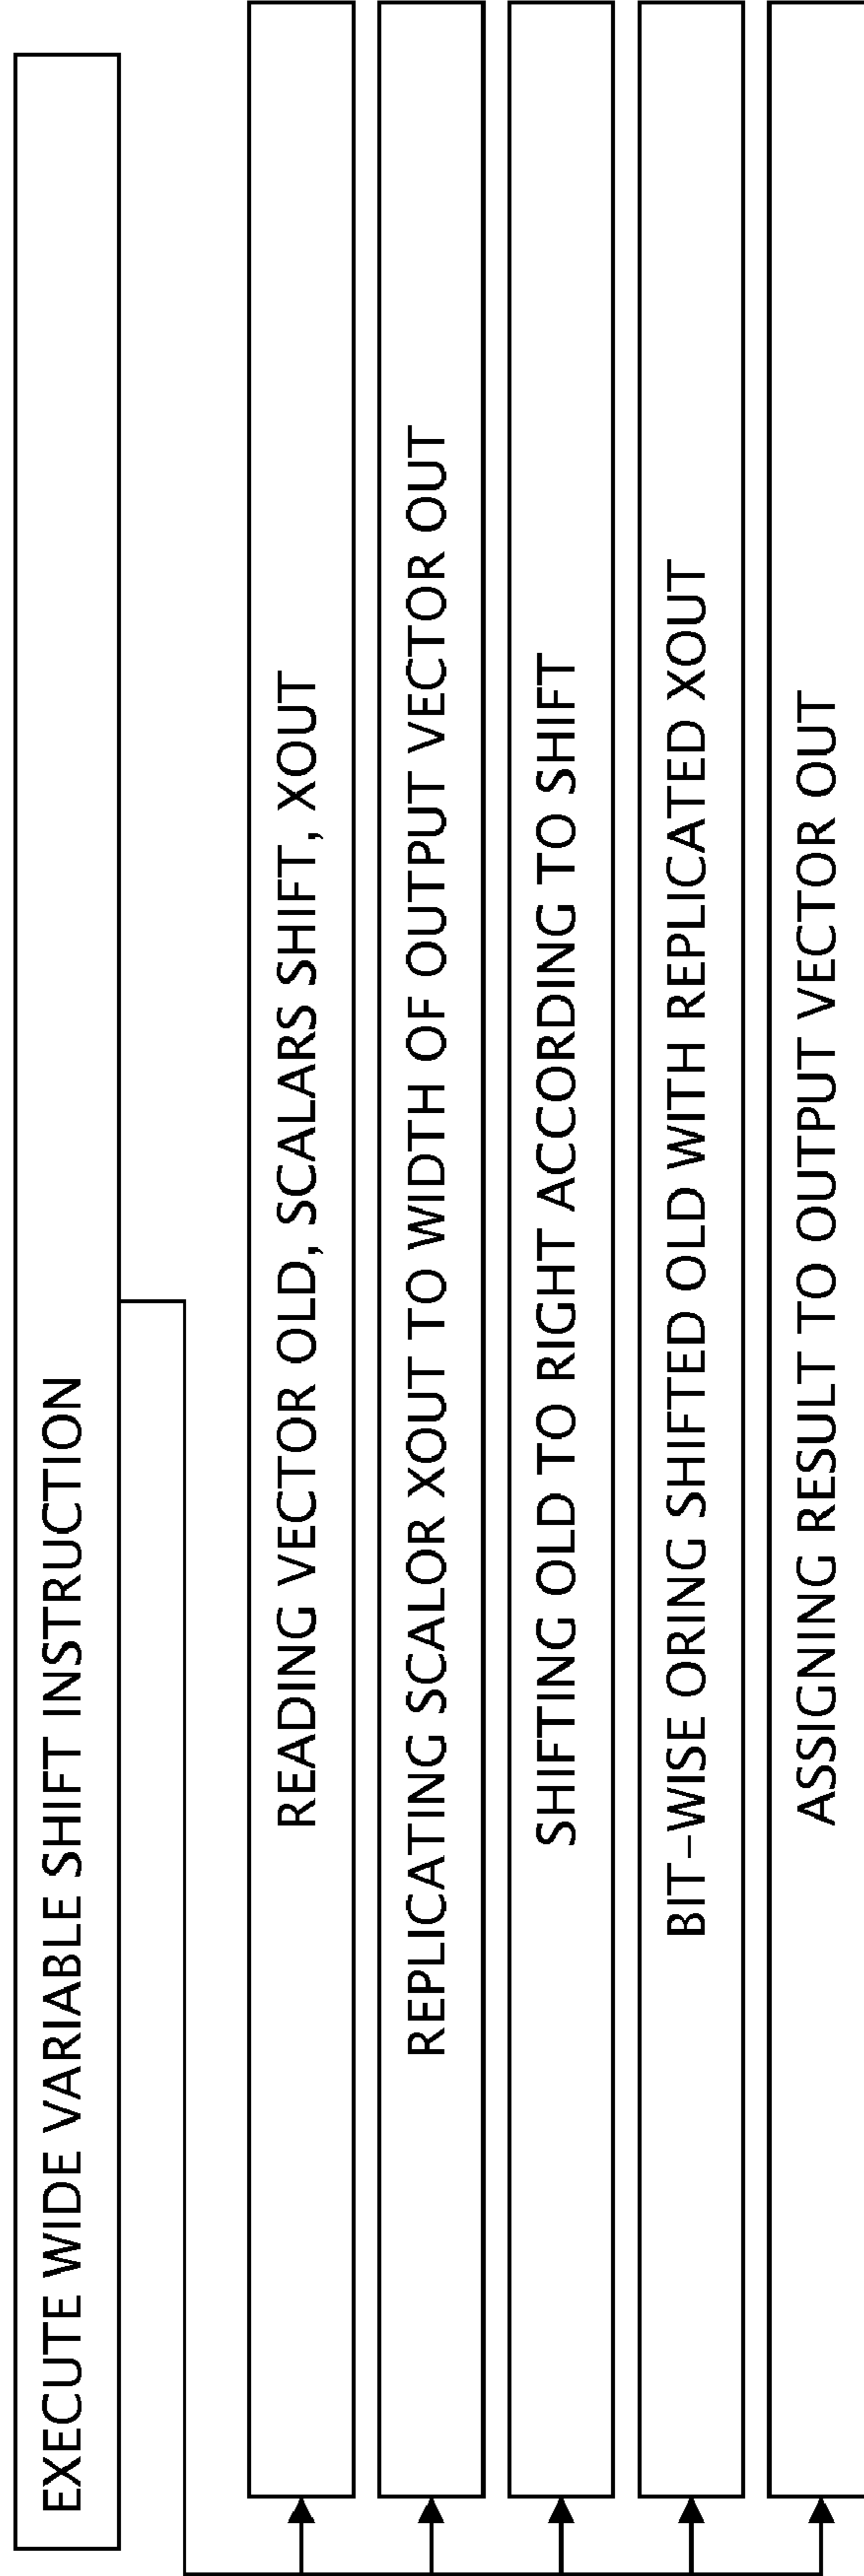 EXECUTE WIDE VARIABLE SHIFT INSTRUCTION
READING VECTOR OLD, SCALARS SHIFT, XOUT
REPLICATING SCALOR XOUT TO WIDTH OF OUTPUT VECTOR OUT
SHIFTING OLD TO RIGHT ACCORDING TO SHIFT
BIT-WISE ORING SHIFTED OLD WITH REPLICATED XOUT
ASSIGNING RESULT TO OUTPUT VECTOR OUT